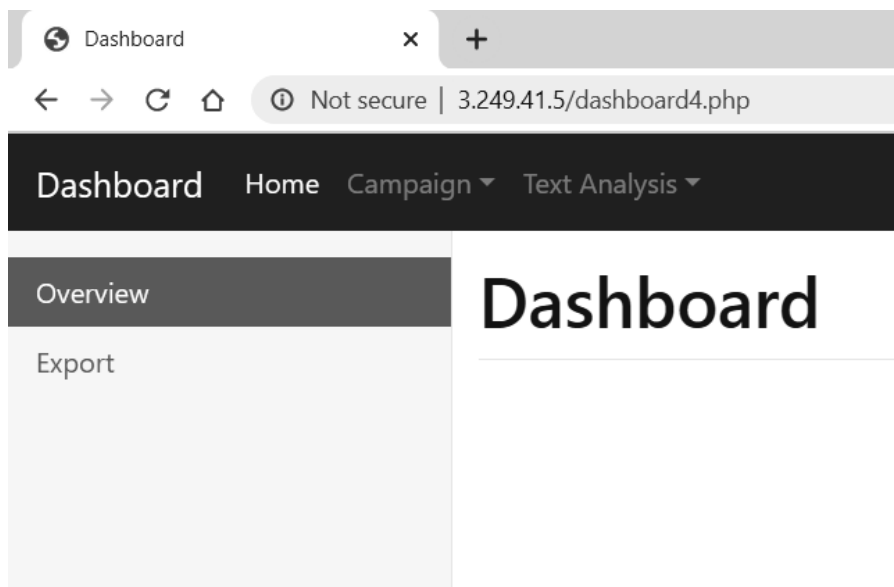 Dashboard
Not secure | 3.249.41.5/dashboard4.php
Dashboard Home Campaign Text Analysis
Overview
Export
Dashboard